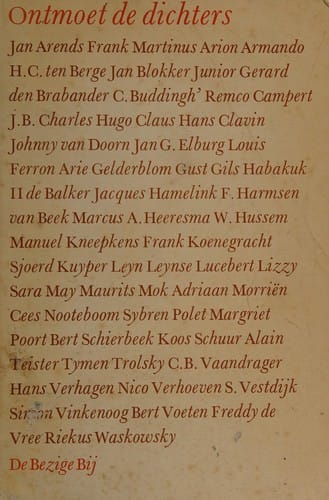 Ontmoet de dichters
Jan Arends Frank Martinus Arion Armando
H.C. ten Berge Jan Blokker Junior Gerard
den Brabander C. Buddingh' Remco Campert
J.B. Charles Hugo Claus Hans Clavin
Johnny van Doorn Jan G. Elburg Louis
Ferron Arie Gelderblom Gust Gils Habakuk
II de Balker Jacques Hamelink F. Harmsen
van Beek Marcus A. Heeresma W. Hussem
Manuel Kneepkens Frank Koenegracht
Sjoerd Kuyper Leyn Leynse Lucebert Lizzy
Sara May Maurits Mok Adriaan Morriën
Cees Nooteboom Sybren Polet Margriet
Poort Bert Schierbeek Koos Schuur Alain
Teister Tymen Trolsky C.B. Vaandrager
Hans Verhagen Nico Verhoeven S. Vestdijk
Simon Vinkenoog Bert Voeten Freddy de
Vree Riekus Waskowsky
De Bezige Bij